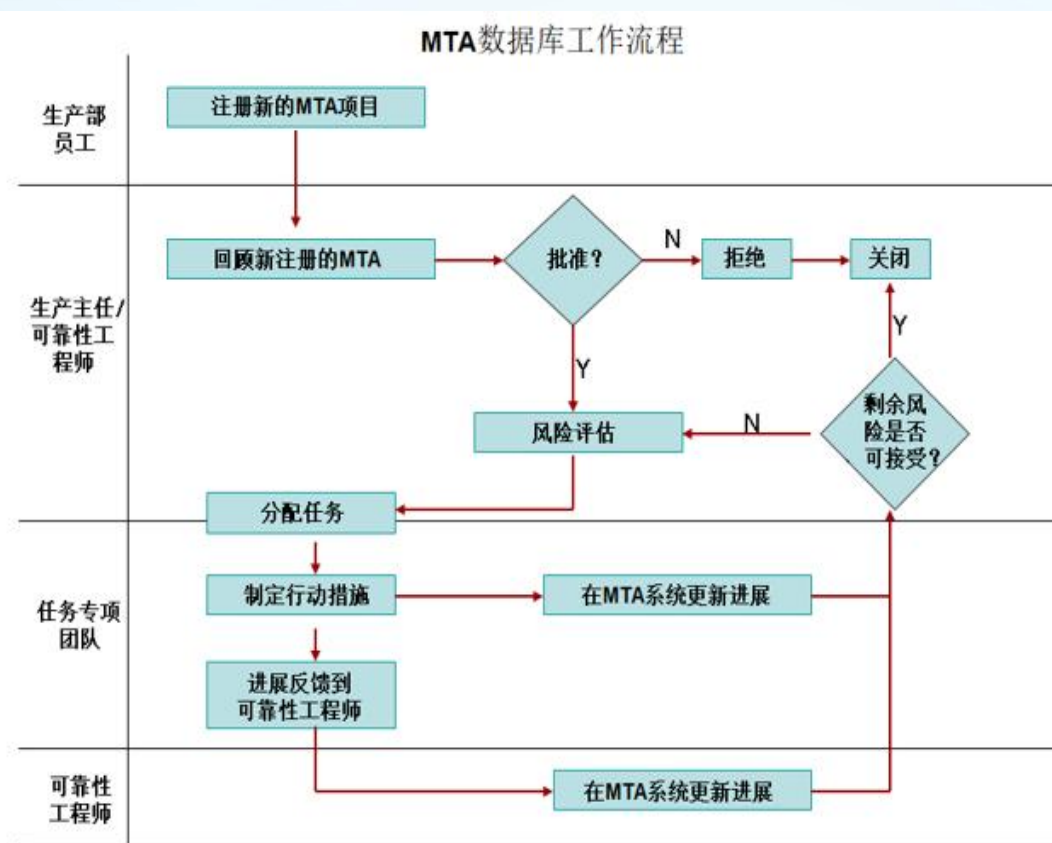 MTA数据库工作流程
生产部
员工
注册新的MTA项目
生产主任/
可靠性工
程师
回顾新注册的MTA
批准？
N
拒绝
关闭
Y
Y
剩余风
险是否
可接受？
N
风险评估
分配任务
任务专项
团队
制定行动措施
在MTA系统更新进展
进展反馈到
可靠性工程师
可靠性
工程师
在MTA系统更新进展